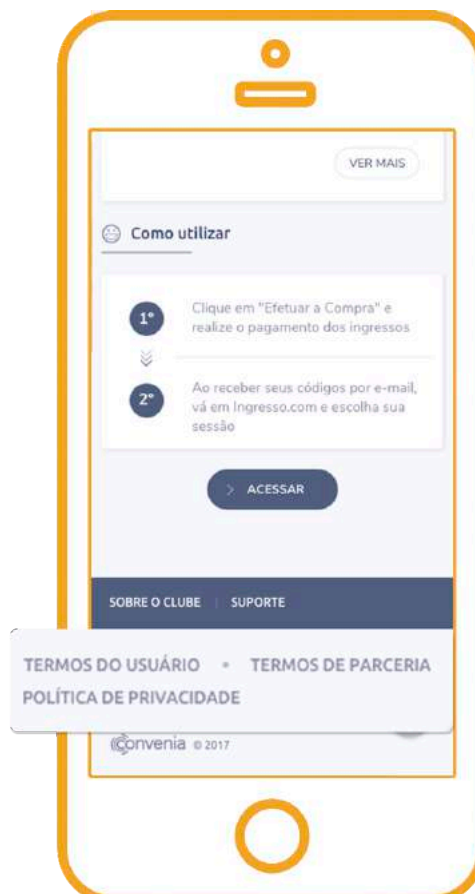 VER MAIS
Como utilizar
1º
Clique em "Efetuar a Compra" e
realize o pagamento dos ingressos
2º
Ao receber seus códigos por e-mail,
vá em Ingresso.com e escolha sua
sessão
ACESSAR
SOBRE O CLUBE | SUPORTE
TERMOS DO USUÁRIO • TERMOS DE PARCERIA
POLÍTICA DE PRIVACIDADE
Convenia © 2017